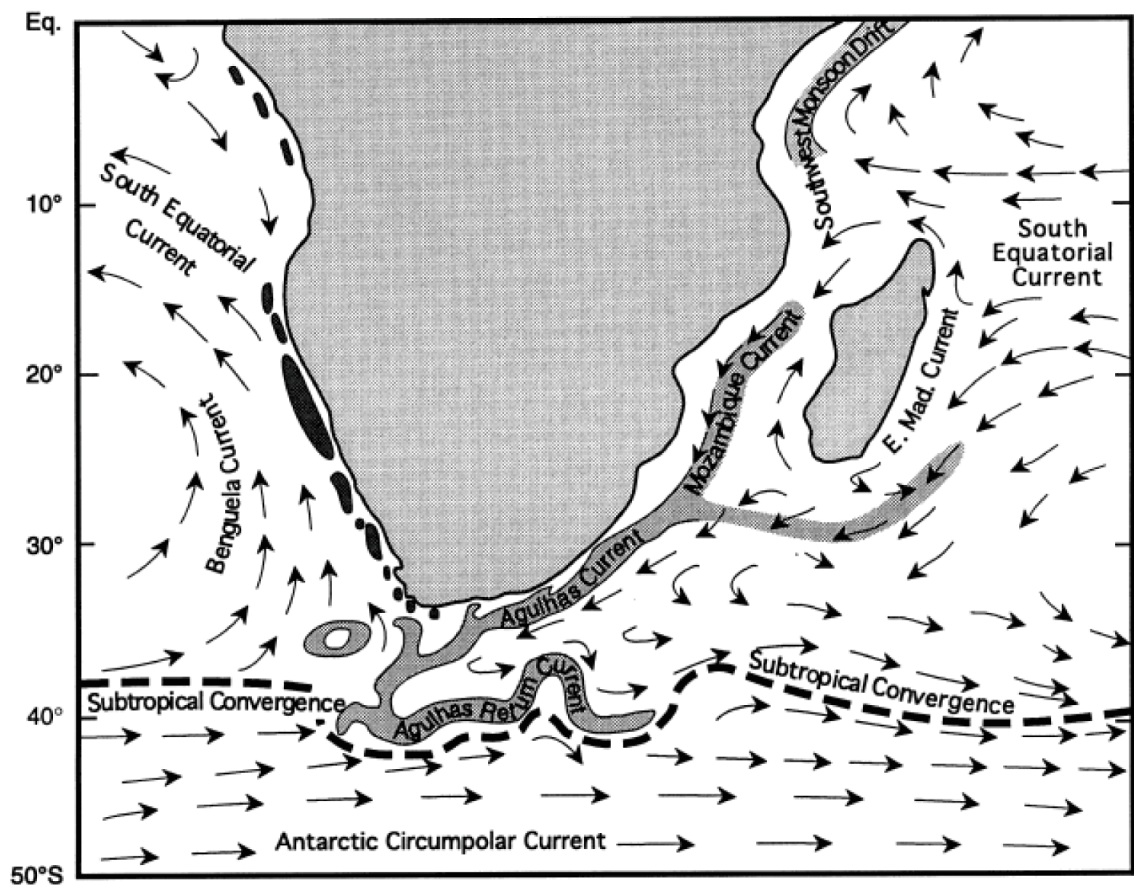 Eq.
Southwest Monsoon Drift
South Equatorial
Current
10°
South
Equatorial
Current
Mozambique Current
E. Mad. Current
20°
Benguela Current
30°
Agulhas Current
Agulhas Return Current
Subtropical Convergence
Subtropical Convergence
40°
Antarctic Circumpolar Current
50°S